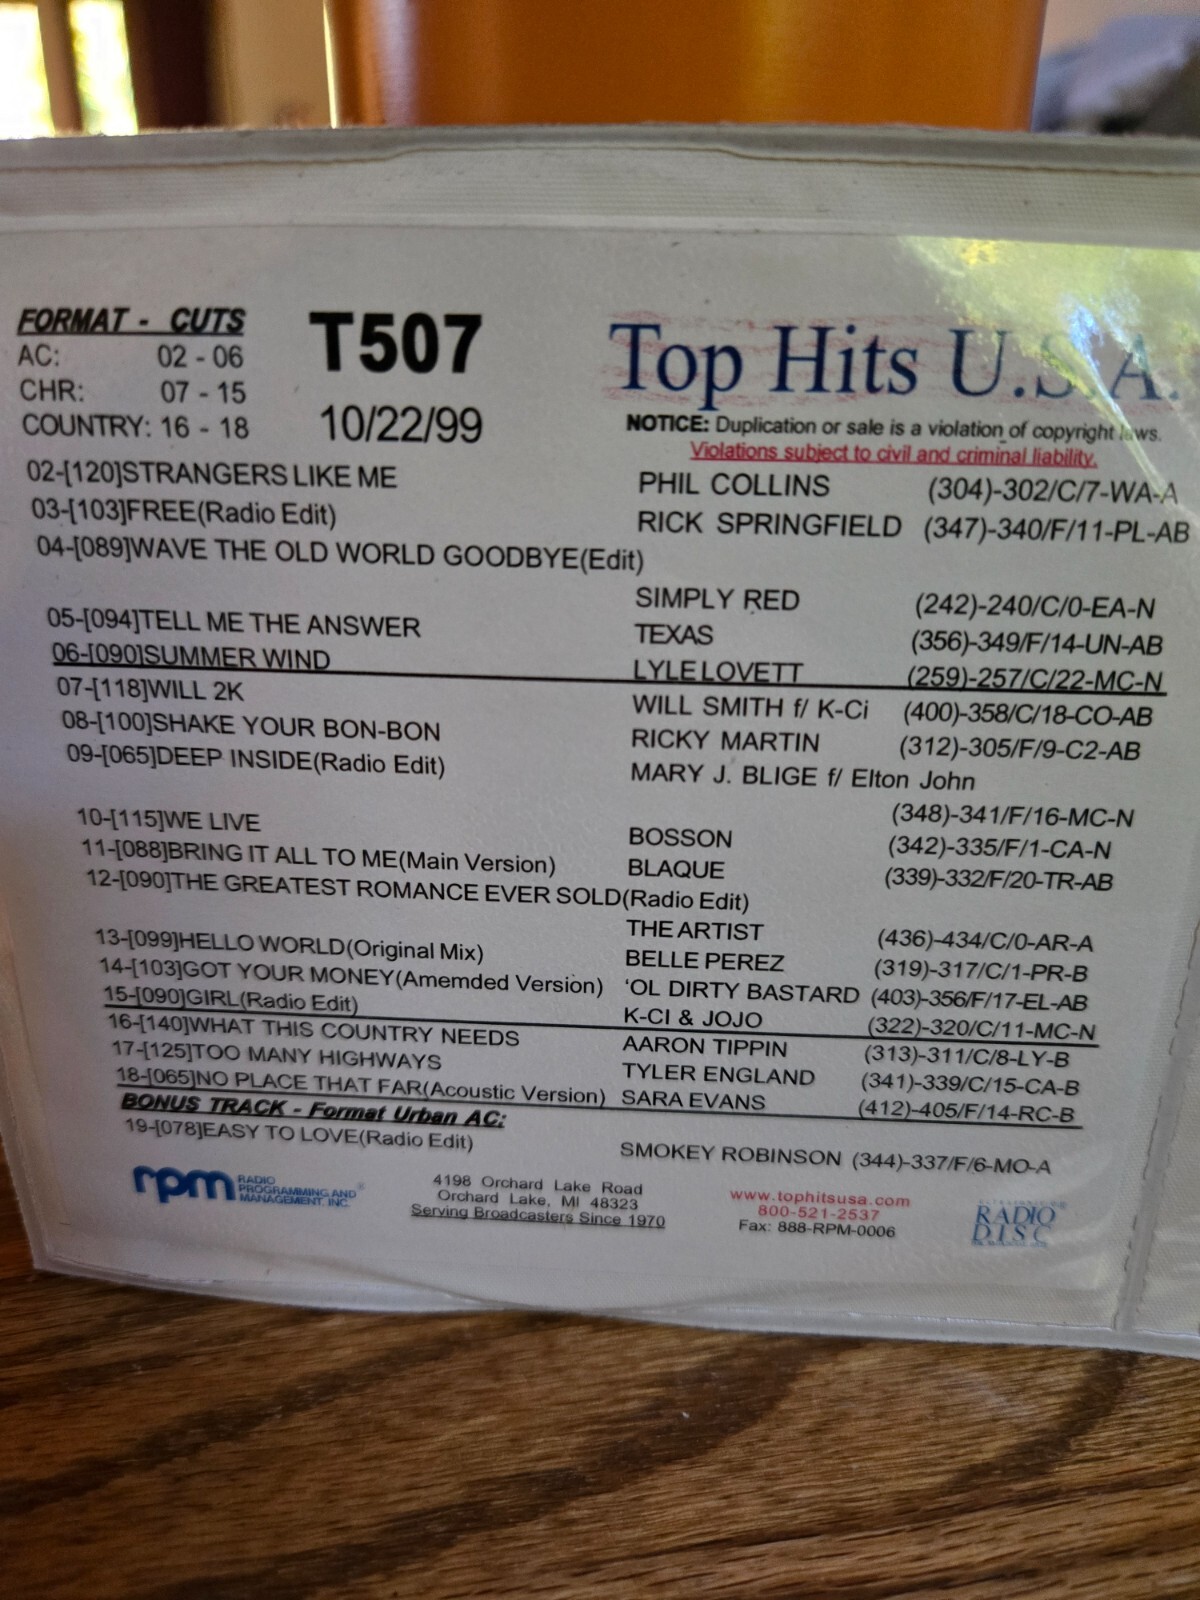 FORMAT - CUTS
AC: 02 - 06
CHR: 07 - 15
COUNTRY: 16 - 18
T507
10/22/99
Top Hits U.S.A.
NOTICE: Duplication or sale is a violation of copyright laws.
Violations subject to civil and criminal liability.
02-[120]STRANGERS LIKE ME PHIL COLLINS (304)-302/C/7-WA-A
03-[103]FREE(Radio Edit) RICK SPRINGFIELD (347)-340/F/11-PL-AB
04-[089]WAVE THE OLD WORLD GOODBYE(Edit)
SIMPLY RED (242)-240/C/0-EA-N
05-[094]TELL ME THE ANSWER TEXAS (356)-349/F/14-UN-AB
06-[090]SUMMER WIND LYLE LOVETT (259)-257/C/22-MC-N
07-[118]WILL 2K WILL SMITH f/ K-Ci (400)-358/C/18-CO-AB
08-[100]SHAKE YOUR BON-BON RICKY MARTIN (312)-305/F/9-C2-AB
09-[065]DEEP INSIDE(Radio Edit) MARY J. BLIGE f/ Elton John
(348)-341/F/16-MC-N
10-[115]WE LIVE BOSSON (342)-335/F/1-CA-N
11-[088]BRING IT ALL TO ME(Main Version) BLAQUE (339)-332/F/20-TR-AB
12-[090]THE GREATEST ROMANCE EVER SOLD(Radio Edit)
THE ARTIST (436)-434/C/0-AR-A
13-[099]HELLO WORLD(Original Mix) BELLE PEREZ (319)-317/C/1-PR-B
14-[103]GOT YOUR MONEY(Amemded Version) 'OL DIRTY BASTARD (403)-356/F/17-EL-AB
15-[090]GIRL(Radio Edit) K-CI & JOJO (322)-320/C/11-MC-N
16-[140]WHAT THIS COUNTRY NEEDS AARON TIPPIN (313)-311/C/8-LY-B
17-[125]TOO MANY HIGHWAYS TYLER ENGLAND (341)-339/C/15-CA-B
18-[065]NO PLACE THAT FAR(Acoustic Version) SARA EVANS (412)-405/F/14-RC-B
BONUS TRACK - Format Urban AC:
19-[078]EASY TO LOVE(Radio Edit) SMOKEY ROBINSON (344)-337/F/6-MO-A
rpm RADIO PROGRAMMING AND MANAGEMENT, INC.®
4198 Orchard Lake Road
Orchard Lake, MI 48323
Serving Broadcasters Since 1970
www.tophitsusa.com
800-521-2537
Fax: 888-RPM-0006
RADIO
DISC